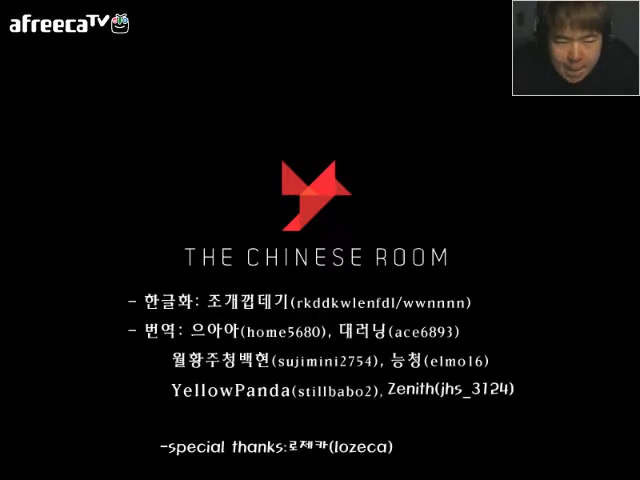 afreecaTV
THE CHINESE ROOM
- 한글화: 조개껍데기(rkddkwlenfdl/wwnnnn)
- 번역: 으아아(home5680), 대러닝(ace6893)
월황주청백현(sujimini2754), 능청(elmo16)
YellowPanda(stillbabo2), Zenith(jhs_3124)
-special thanks:로제카(lozeca)